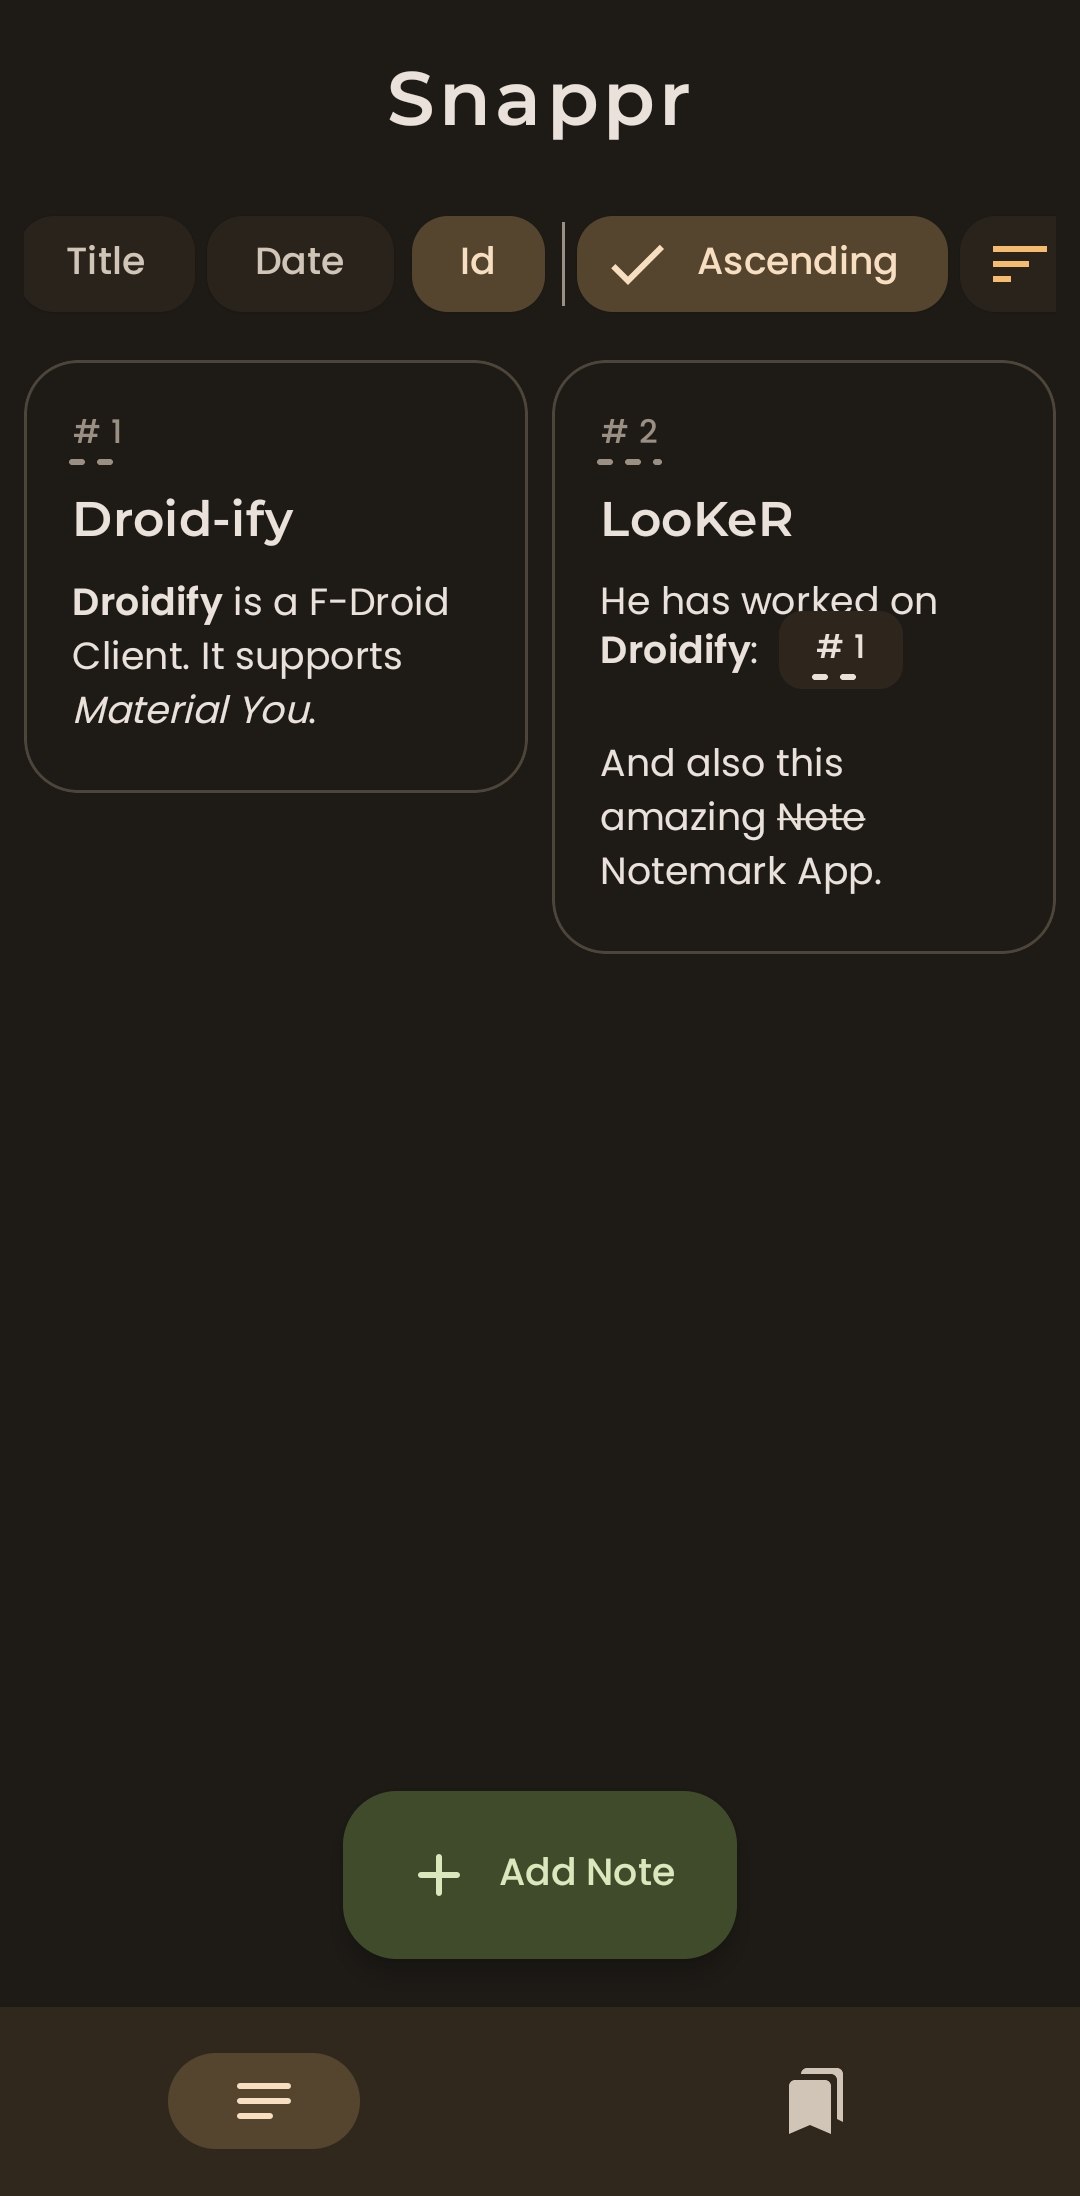 Snappr
Title Date Id Ascending
# 1
Droid-ify
Droidify is a F-Droid
Client. It supports
Material You.
# 2
LooKeR
He has worked on
Droidify: # 1
And also this
amazing Note
Notemark App.
Add Note